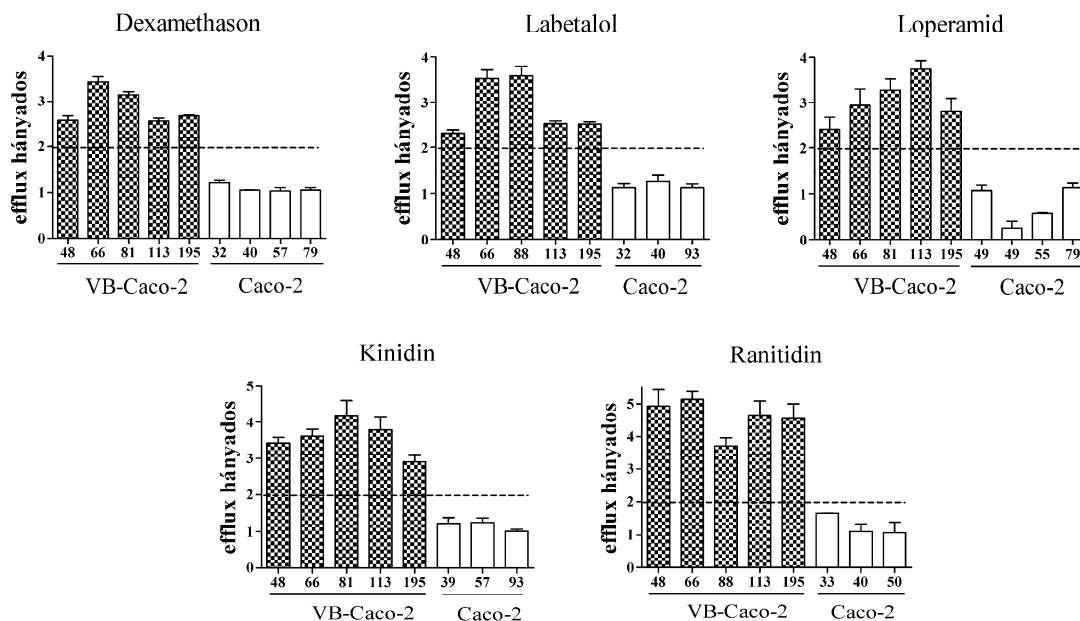 Dexamethason
efflux hányados
4
3
2
1
0
48 66 81 113 195 32 40 57 79
VB-Caco-2 Caco-2
Labetalol
efflux hányados
4
3
2
1
0
48 66 88 113 195 32 40 93
VB-Caco-2 Caco-2
Loperamid
efflux hányados
4
3
2
1
0
48 66 81 113 195 49 49 55 79
VB-Caco-2 Caco-2
Kinidin
efflux hányados
5
4
3
2
1
0
48 66 81 113 195 39 57 93
VB-Caco-2 Caco-2
Ranitidin
efflux hányados
5
4
3
2
1
0
48 66 88 113 195 33 40 50
VB-Caco-2 Caco-2